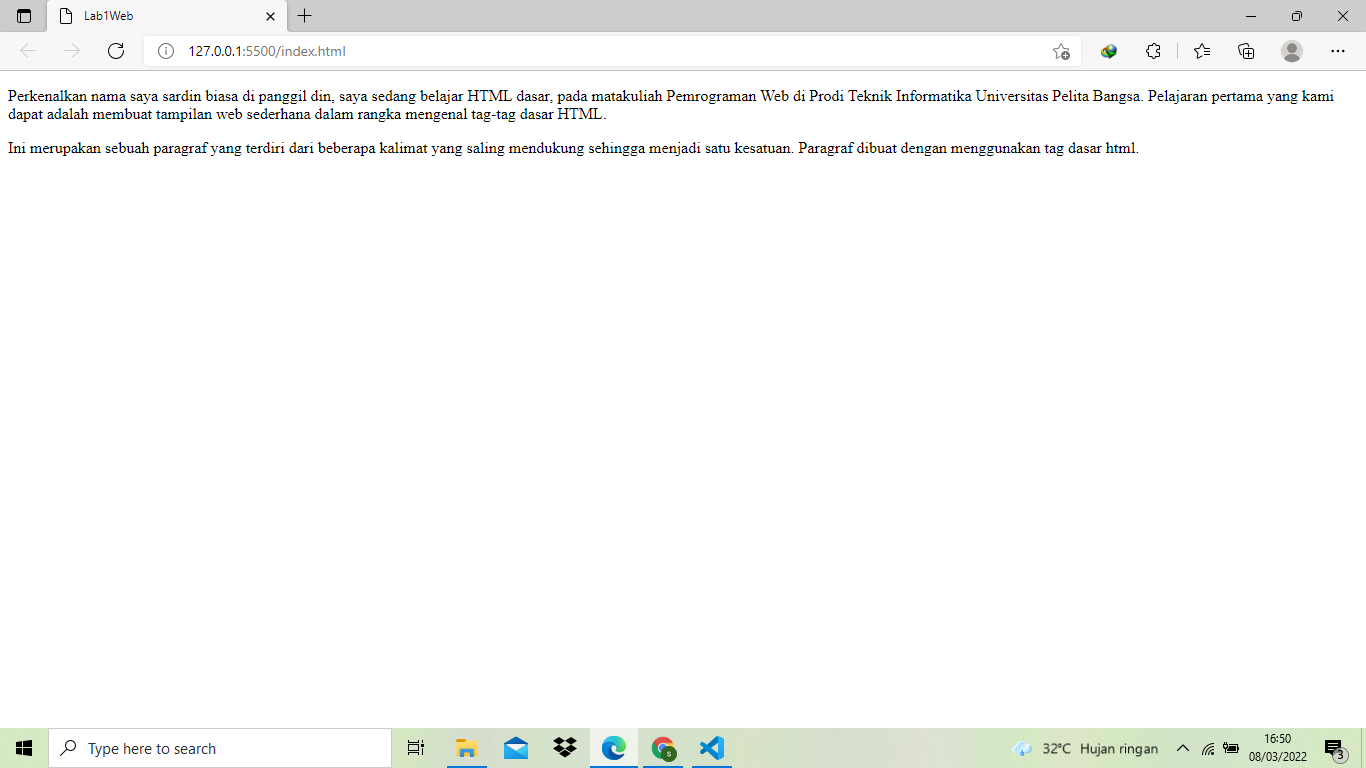 Lab1Web
127.0.0.1:5500/index.html
Perkenalkan nama saya sardin biasa di panggil din, saya sedang belajar HTML dasar, pada matakuliah Pemrograman Web di Prodi Teknik Informatika Universitas Pelita Bangsa. Pelajaran pertama yang kami
dapat adalah membuat tampilan web sederhana dalam rangka mengenal tag-tag dasar HTML.
Ini merupakan sebuah paragraf yang terdiri dari beberapa kalimat yang saling mendukung sehingga menjadi satu kesatuan. Paragraf dibuat dengan menggunakan tag dasar html.
Type here to search
s
32°C Hujan ringan
16:50
08/03/2022
3